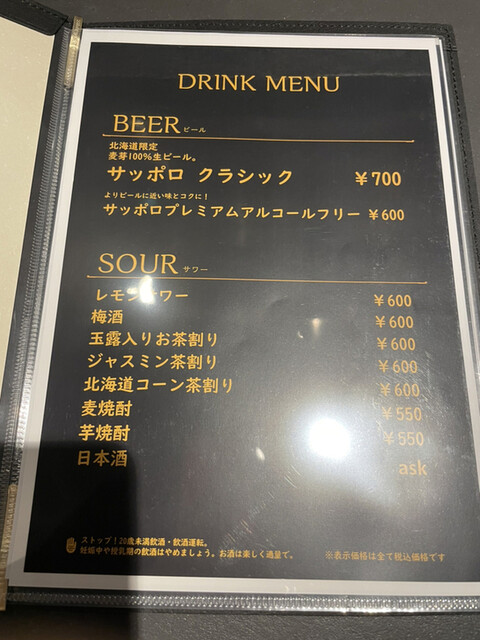 DRINK MENU
BEER ビール
北海道限定
麦芽100%生ビール。
サッポロ クラシック ￥700
よりビールに近い味とコクに！
サッポロプレミアムアルコールフリー ￥600
SOUR サワー
レモンサワー ￥600
梅酒 ￥600
玉露入りお茶割り ￥600
ジャスミン茶割り ￥600
北海道コーン茶割り ￥600
麦焼酎 ￥550
芋焼酎 ￥550
日本酒 ask
ストップ！20歳未満飲酒・飲酒運転。
妊娠中や授乳期の飲酒はやめましょう。お酒は楽しく適量で。 ※表示価格は全て税込価格です